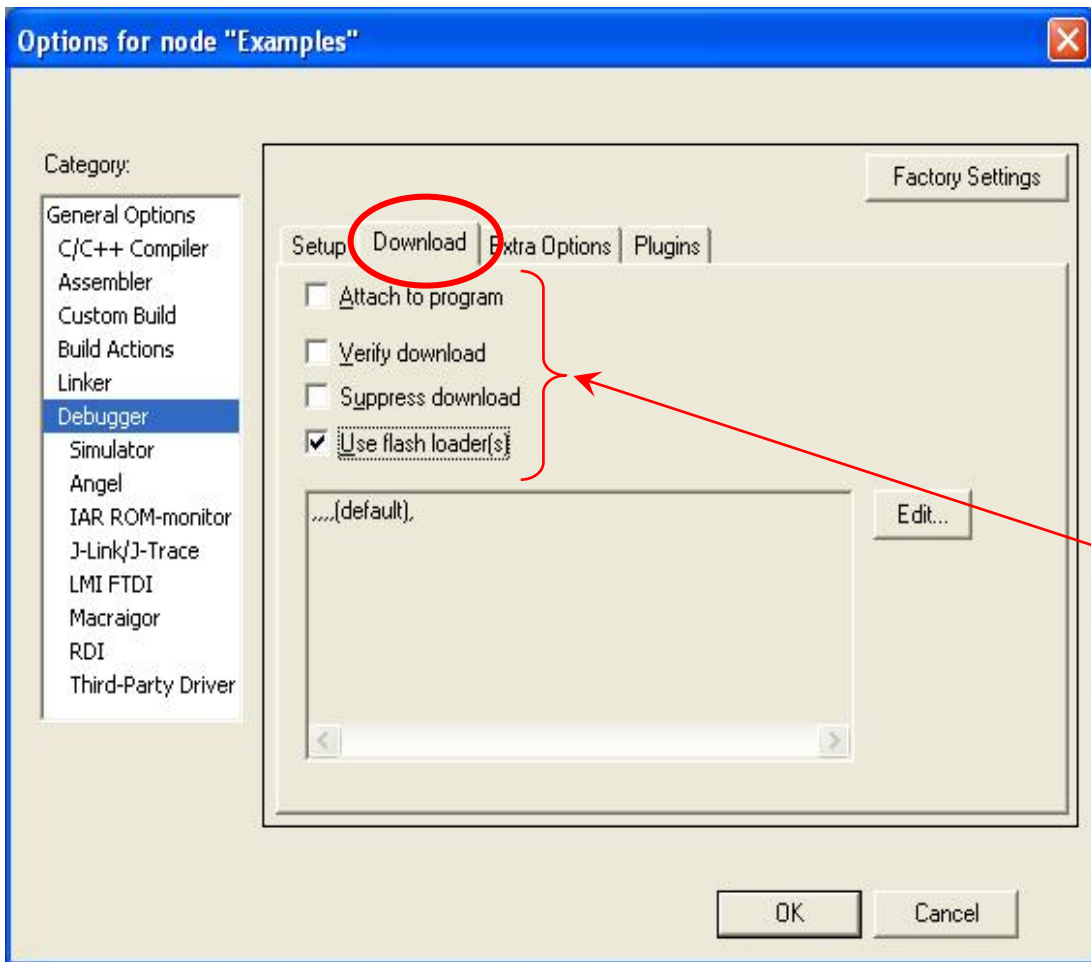 Options for node "Examples"
Category:
General Options
C/C++ Compiler
Assembler
Custom Build
Build Actions
Linker
Debugger
Simulator
Angel
IAR ROM-monitor
J-Link/J-Trace
LMI FTDI
Macraigor
RDI
Third-Party Driver
Factory Settings
Setup Download Extra Options Plugins
Attach to program
Verify download
Suppress download
Use flash loader(s)
,,,,(default),
Edit...
OK Cancel